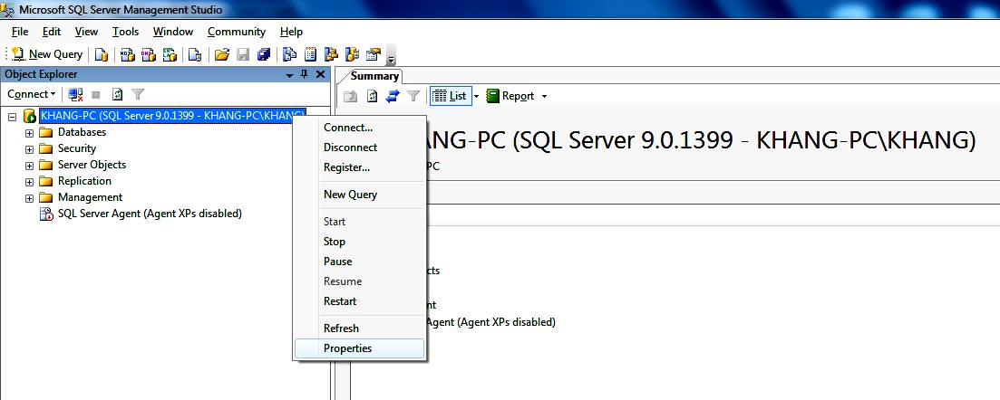 Microsoft SQL Server Management Studio
File Edit View Tools Window Community Help
New Query
Object Explorer
Connect
KHANG-PC (SQL Server 9.0.1399 - KHANG-PC\KHANG)
Databases
Security
Server Objects
Replication
Management
SQL Server Agent (Agent XPs disabled)
Connect...
Disconnect
Register...
New Query
Start
Stop
Pause
Resume
Restart
Refresh
Properties
Summary
List Report
ANG-PC (SQL Server 9.0.1399 - KHANG-PC\KHANG)
PC
cts
nt
Agent (Agent XPs disabled)